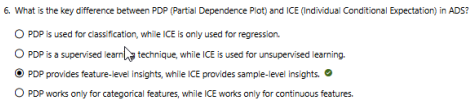 6. What is the key difference between PDP (Partial Dependence Plot) and ICE (Individual Conditional Expectation) in ADS?
PDP is used for classification, while ICE is only used for regression.
PDP is a supervised learning technique, while ICE is used for unsupervised learning.
PDP provides feature-level insights, while ICE provides sample-level insights.
PDP works only for categorical features, while ICE works only for continuous features.